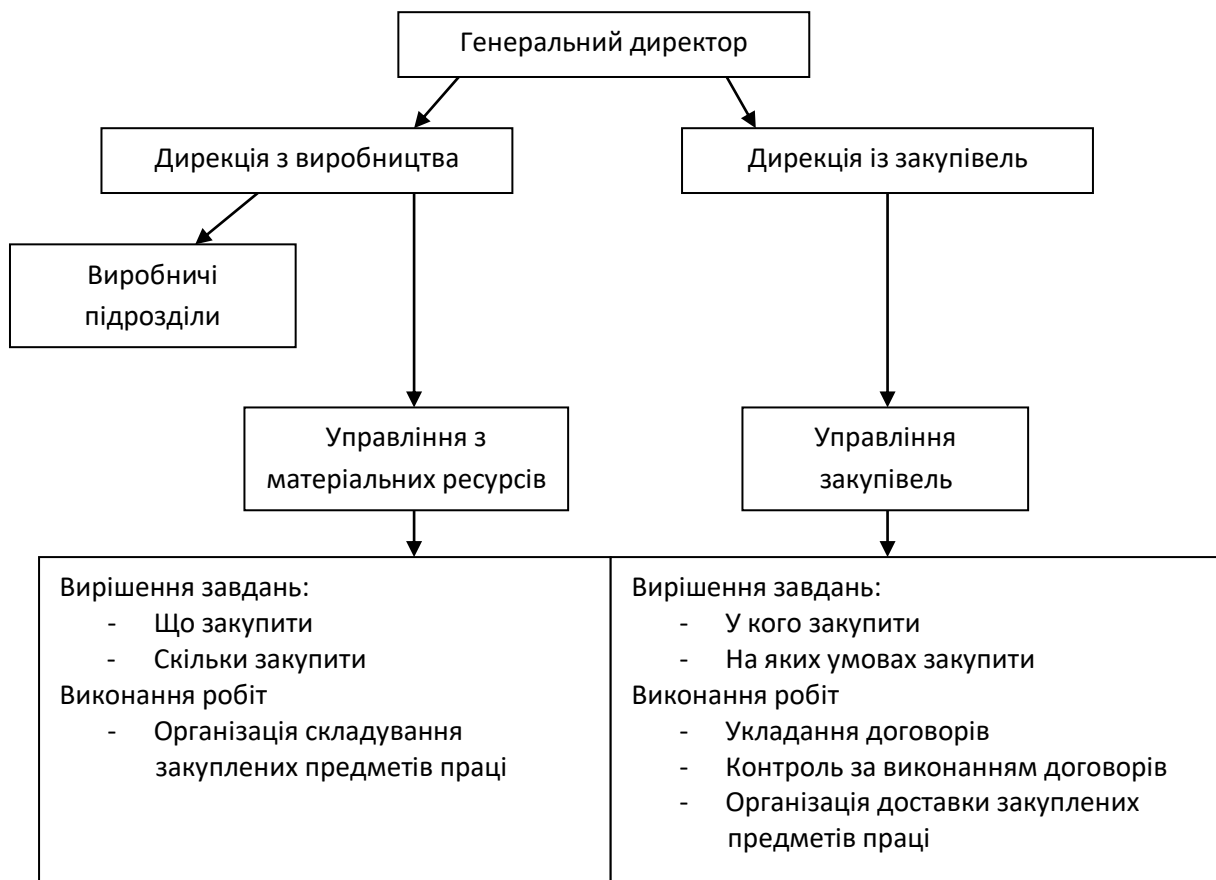 Генеральний директор
Дирекція з виробництва
Дирекція із закупівель
Виробничі
підрозділи
Управління з
матеріальних ресурсів
Управління
закупівель
Вирішення завдань:
- Що закупити
- Скільки закупити
Виконання робіт
- Організація складування
закуплених предметів праці
Вирішення завдань:
- У кого закупити
- На яких умовах закупити
Виконання робіт
- Укладання договорів
- Контроль за виконанням договорів
- Організація доставки закуплених
предметів праці